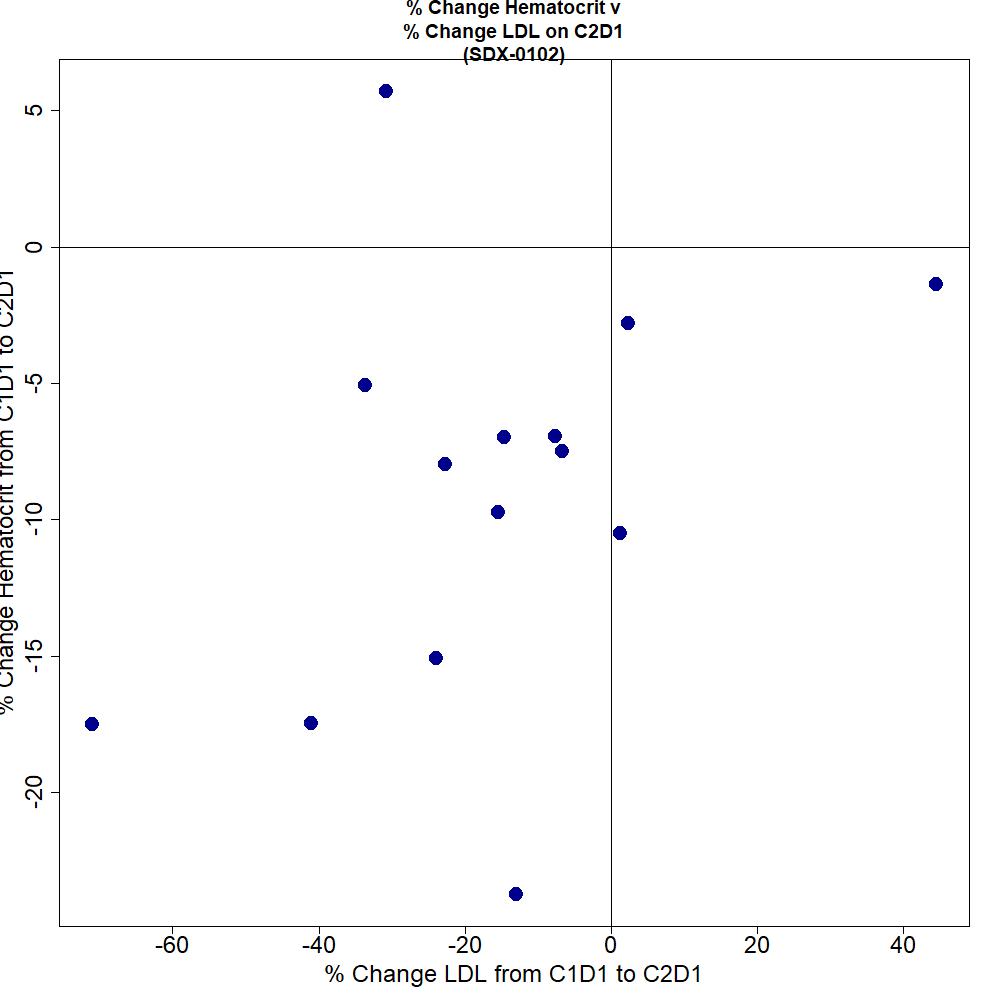 % Change Hematocrit v
% Change LDL on C2D1
(SDX-0102)
% Change Hematocrit from C1D1 to C2D1
5
0
-5
-10
-15
-20
-60
-40
-20
0
20
40
% Change LDL from C1D1 to C2D1